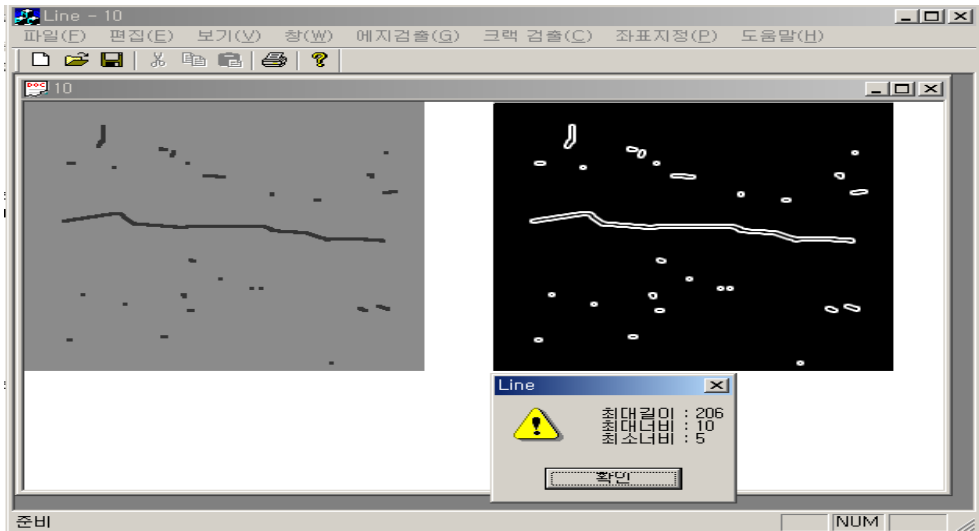 Line - 10
파일(F) 편집(E) 보기(V) 창(W) 에지검출(G) 크랙 검출(C) 좌표지정(P) 도움말(H)
10
Line
최대길이 : 206
최대너비 : 10
최소너비 : 5
확인
준비
NUM